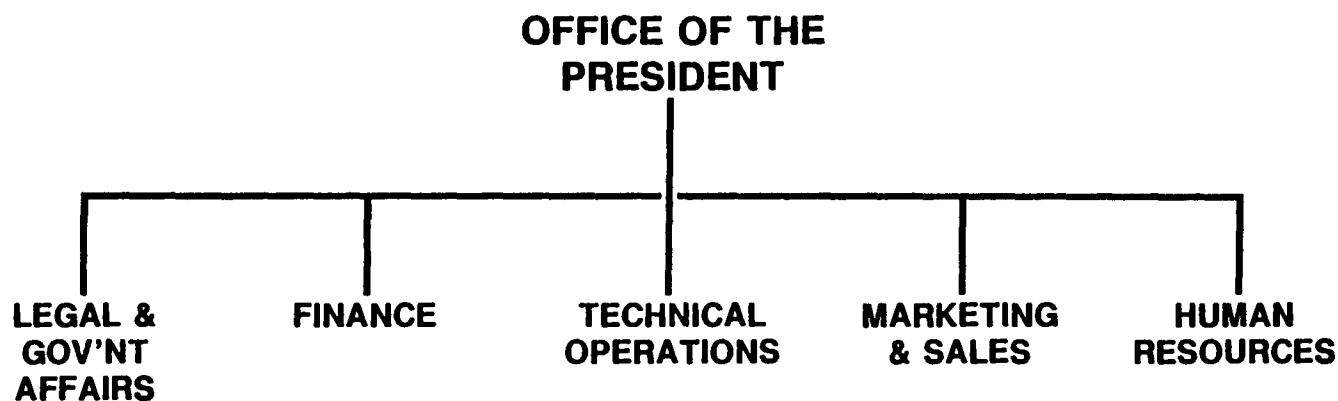 OFFICE OF THE
PRESIDENT
LEGAL &
GOV'NT
AFFAIRS
FINANCE
TECHNICAL
OPERATIONS
MARKETING
& SALES
HUMAN
RESOURCES